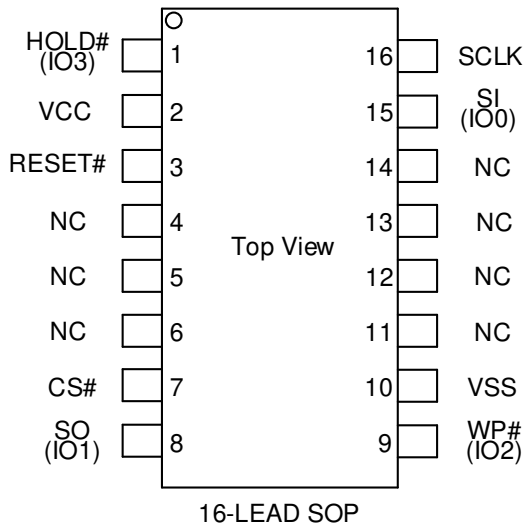 HOLD#
(IO3) 1 16 SCLK
VCC 2 15 SI
(IO0)
RESET# 3 14 NC
NC 4 13 NC
Top View
NC 5 12 NC
NC 6 11 NC
CS# 7 10 VSS
SO
(IO1) 8 9 WP#
(IO2)
16-LEAD SOP